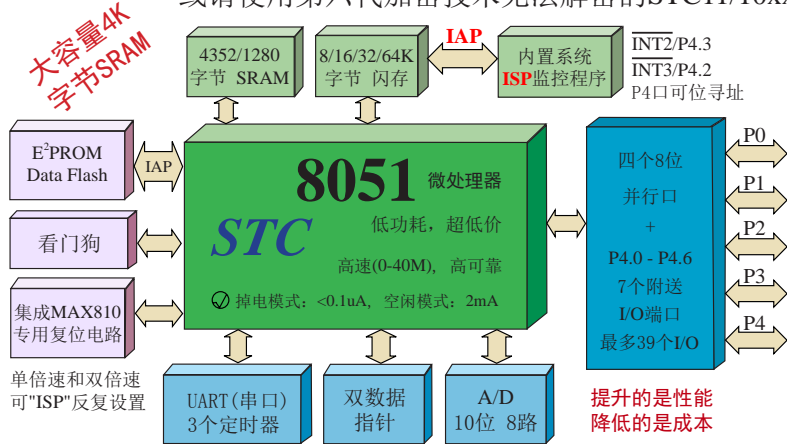 大容量4K
字节SRAM
4352/1280
字节 SRAM
8/16/32/64K
字节 闪存
IAP
内置系统
ISP监控程序
INT2/P4.3
INT3/P4.2
P4口可位寻址
E²PROM
Data Flash
IAP
看门狗
集成MAX810
专用复位电路
单倍速和双倍速
可"ISP"反复设置
8051 微处理器
STC
低功耗, 超低价
高速(0-40M), 高可靠
掉电模式: <0.1uA, 空闲模式: 2mA
四个8位
并行口
+
P4.0 - P4.6
7个附送
I/O端口
最多39个I/O
P0
P1
P2
P3
P4
UART(串口)
3个定时器
双数据
指针
A/D
10位 8路
提升的是性能
降低的是成本